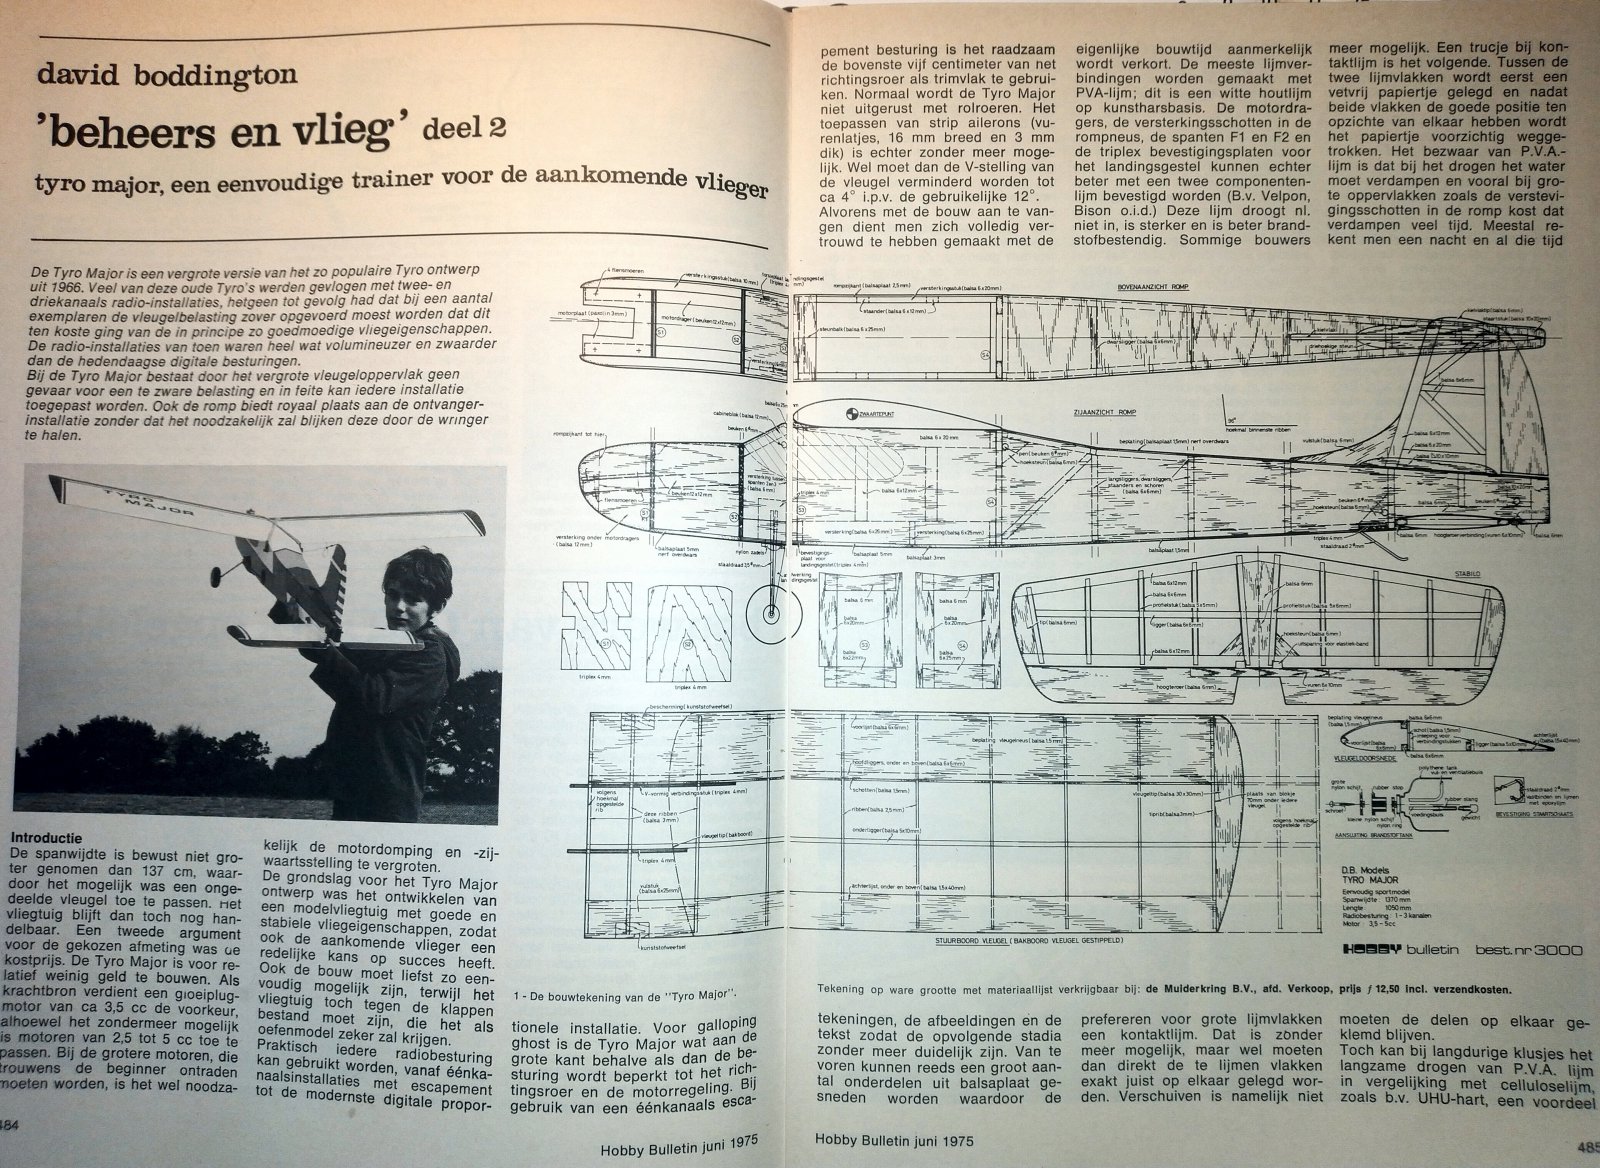 david boddington
'beheers en vlieg' deel 2
tyro major, een eenvoudige trainer voor de aankomende vlieger
De Tyro Major is een vergrote versie van het zo populaire Tyro ontwerp
uit 1966. Veel van deze oude Tyro's werden gevlogen met twee- en
driekanaals radio-installaties, hetgeen tot gevolg had dat bij een aantal
exemplaren de vleugelbelasting zover opgevoerd moest worden dat dit
ten koste ging van de in principe zo goedmoedige vliegeigenschappen.
De radio-installaties van toen waren heel wat volumineuzer en zwaarder
dan de hedendaagse digitale besturingen.
Bij de Tyro Major bestaat door het vergrote vleugeloppervlak geen
gevaar voor een te zware belasting en in feite kan iedere installatie
toegepast worden. Ook de romp biedt royaal plaats aan de ontvanger-
installatie zonder dat het noodzakelijk zal blijken deze door de wringer
te halen.
TYRO
MAJOR
Introductie
De spanwijdte is bewust niet gro-
ter genomen dan 137 cm, waar-
door het mogelijk was een onge-
deelde vleugel toe te passen. Het
vliegtuig blijft dan toch nog han-
delbaar. Een tweede argument
voor de gekozen afmeting was de
kostprijs. De Tyro Major is voor re-
latief weinig geld te bouwen. Als
krachtbron verdient een gloeiplug-
motor van ca 3,5 cc de voorkeur,
alhoewel het zondermeer mogelijk
is motoren van 2,5 tot 5 cc toe te
passen. Bij de grotere motoren, die
trouwens de beginner ontraden
moeten worden, is het wel noodza-
kelijk de motordomping en -zij-
waartsstelling te vergroten.
De grondslag voor het Tyro Major
ontwerp was het ontwikkelen van
een modelvliegtuig met goede en
stabiele vliegeigenschappen, zodat
ook de aankomende vlieger een
redelijke kans op succes heeft.
Ook de bouw moet liefst zo een-
voudig mogelijk zijn, terwijl het
vliegtuig toch tegen de klappen
bestand moet zijn, die het als
oefenmodel zeker zal krijgen.
Praktisch iedere radiobesturing
kan gebruikt worden, vanaf éénka-
naalsinstallaties met escapement
tot de modernste digitale propor-
1 - De bouwtekening van de "Tyro Major".
tionele installatie. Voor galloping
ghost is de Tyro Major wat aan de
grote kant behalve als dan de be-
sturing wordt beperkt tot het rich-
tingsroer en de motorregeling. Bij
gebruik van een éénkanaals esca-
484
Hobby Bulletin juni 1975
pement besturing is het raadzaam
de bovenste vijf centimeter van net
richtingsroer als trimvlak te gebrui-
ken. Normaal wordt de Tyro Major
niet uitgerust met rolroeren. Het
toepassen van strip ailerons (vu-
renlatjes, 16 mm breed en 3 mm
dik) is echter zonder meer moge-
lijk. Wel moet dan de V-stelling van
de vleugel verminderd worden tot
ca 4° i.p.v. de gebruikelijke 12°.
Alvorens met de bouw aan te van-
gen dient men zich volledig ver-
trouwd te hebben gemaakt met de
eigenlijke bouwtijd aanmerkelijk
wordt verkort. De meeste lijmver-
bindingen worden gemaakt met
PVA-lijm; dit is een witte houtlijm
op kunstharsbasis. De motordra-
gers, de versterkingsschotten in de
rompneus, de spanten F1 en F2 en
de triplex bevestigingsplaten voor
het landingsgestel kunnen echter
beter met een twee componenten-
lijm bevestigd worden (B.v. Velpon,
Bison o.i.d.) Deze lijm droogt nl.
niet in, is sterker en is beter brand-
stofbestendig. Sommige bouwers
meer mogelijk. Een trucje bij kon-
taktlijm is het volgende. Tussen de
twee lijmvlakken wordt eerst een
vetvrij papiertje gelegd en nadat
beide vlakken de goede positie ten
opzichte van elkaar hebben wordt
het papiertje voorzichtig wegge-
trokken. Het bezwaar van P.V.A.-
lijm is dat bij het drogen het water
moet verdampen en vooral bij gro-
te oppervlakken zoals de verstevi-
gingsschotten in de romp kost dat
verdampen veel tijd. Meestal re-
kent men een nacht en al die tijd
BOVENAANZICHT ROMP
ZIJAANZICHT ROMP
ZWAARTEPUNT
STABILO
triplex 4mm
triplex 4mm
VLEUGELDOORSNEDE
AANSLUITING BRANDSTOFTANK
BEVESTIGING STAARTSCHAATS
STUURBOORD VLEUGEL (BAKBOORD VLEUGEL GESTIPPELD)
D.B. Models
TYRO MAJOR
Eenvoudig sportmodel
Spanwijdte: 1370 mm
Lengte: 1050 mm
Radiobesturing: 1-3 kanalen
Motor: 3,5-5cc
HOBBY bulletin best.nr 3000
Tekening op ware grootte met materiaallijst verkrijgbaar bij: de Muiderkring B.V., afd. Verkoop, prijs ƒ 12,50 incl. verzendkosten.
tekeningen, de afbeeldingen en de
tekst zodat de opvolgende stadia
zonder meer duidelijk zijn. Van te
voren kunnen reeds een groot aan-
tal onderdelen uit balsaplaat ge-
sneden worden waardoor de
prefereren voor grote lijmvlakken
een kontaktlijm. Dat is zonder
meer mogelijk, maar wel moeten
dan direkt de te lijmen vlakken
exakt juist op elkaar gelegd wor-
den. Verschuiven is namelijk niet
moeten de delen op elkaar ge-
klemd blijven.
Toch kan bij langdurige klusjes het
langzame drogen van P.V.A. lijm
in vergelijking met celluloselijm,
zoals b.v. UHU-hart, een voordeel
Hobby Bulletin juni 1975
485